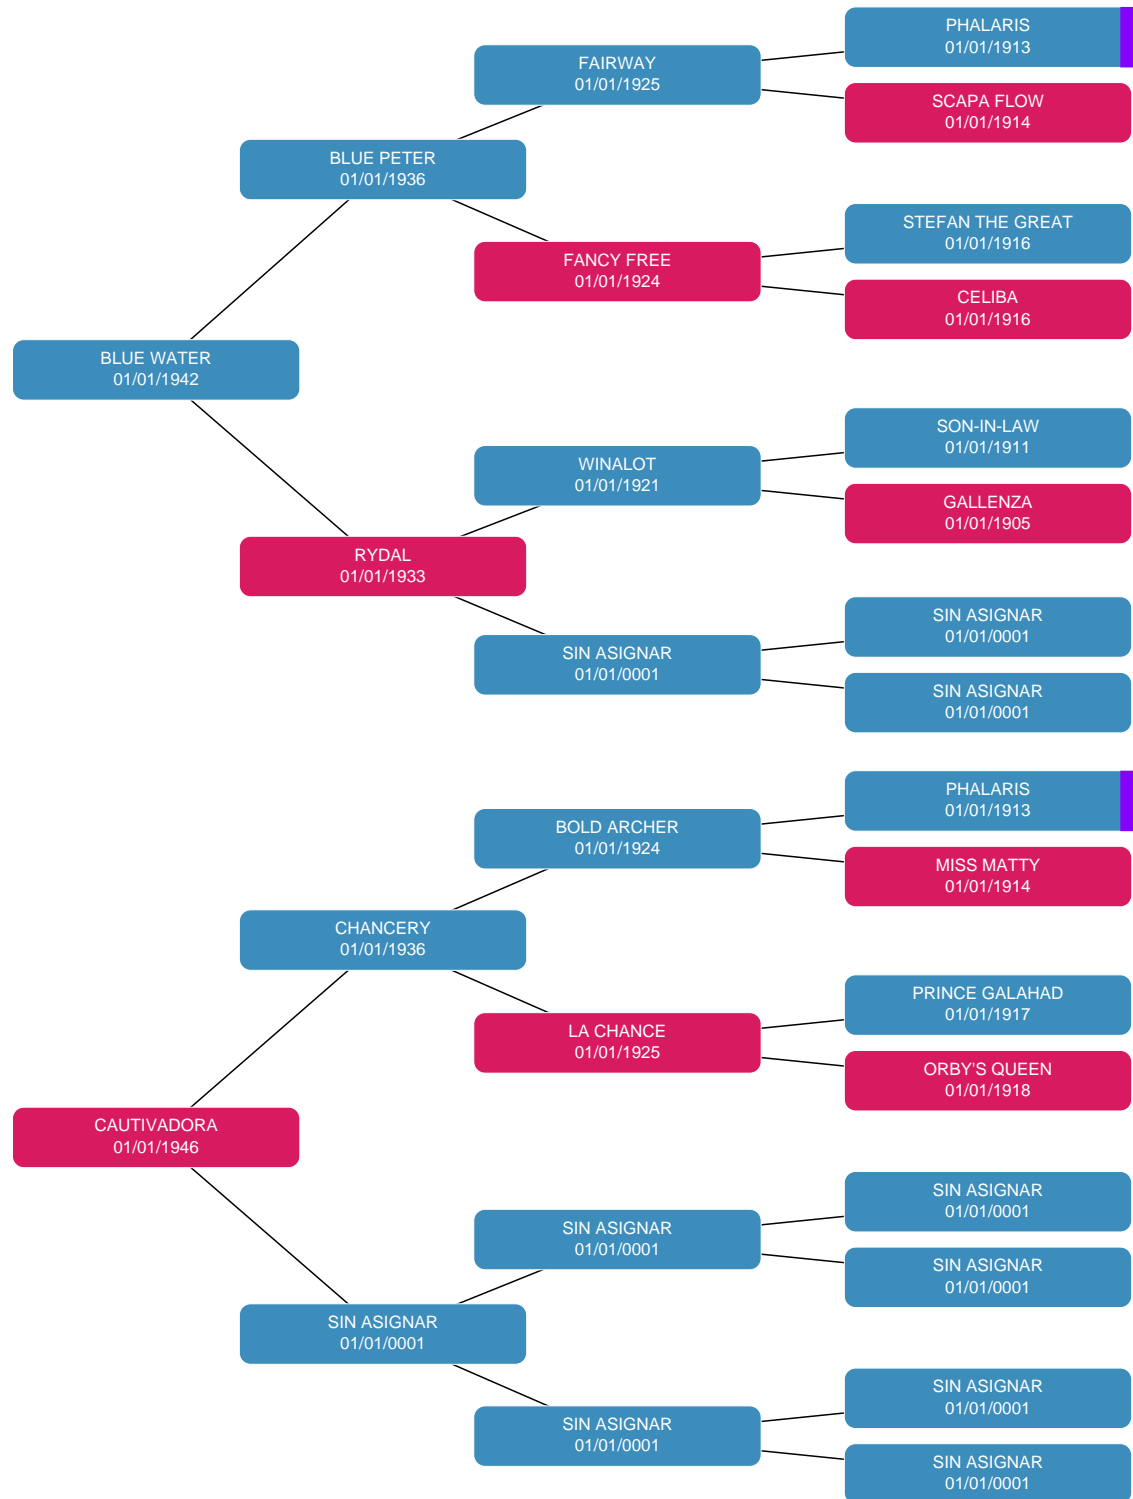 PHALARIS
01/01/1913
FAIRWAY
01/01/1925
SCAPA FLOW
01/01/1914
BLUE PETER
01/01/1936
STEFAN THE GREAT
01/01/1916
FANCY FREE
01/01/1924
CELIBA
01/01/1916
BLUE WATER
01/01/1942
SON-IN-LAW
01/01/1911
WINALOT
01/01/1921
GALLENZA
01/01/1905
RYDAL
01/01/1933
SIN ASIGNAR
01/01/0001
SIN ASIGNAR
01/01/0001
SIN ASIGNAR
01/01/0001
PHALARIS
01/01/1913
BOLD ARCHER
01/01/1924
MISS MATTY
01/01/1914
CHANCERY
01/01/1936
PRINCE GALAHAD
01/01/1917
LA CHANCE
01/01/1925
ORBY'S QUEEN
01/01/1918
CAUTIVADORA
01/01/1946
SIN ASIGNAR
01/01/0001
SIN ASIGNAR
01/01/0001
SIN ASIGNAR
01/01/0001
SIN ASIGNAR
01/01/0001
SIN ASIGNAR
01/01/0001
SIN ASIGNAR
01/01/0001
SIN ASIGNAR
01/01/0001